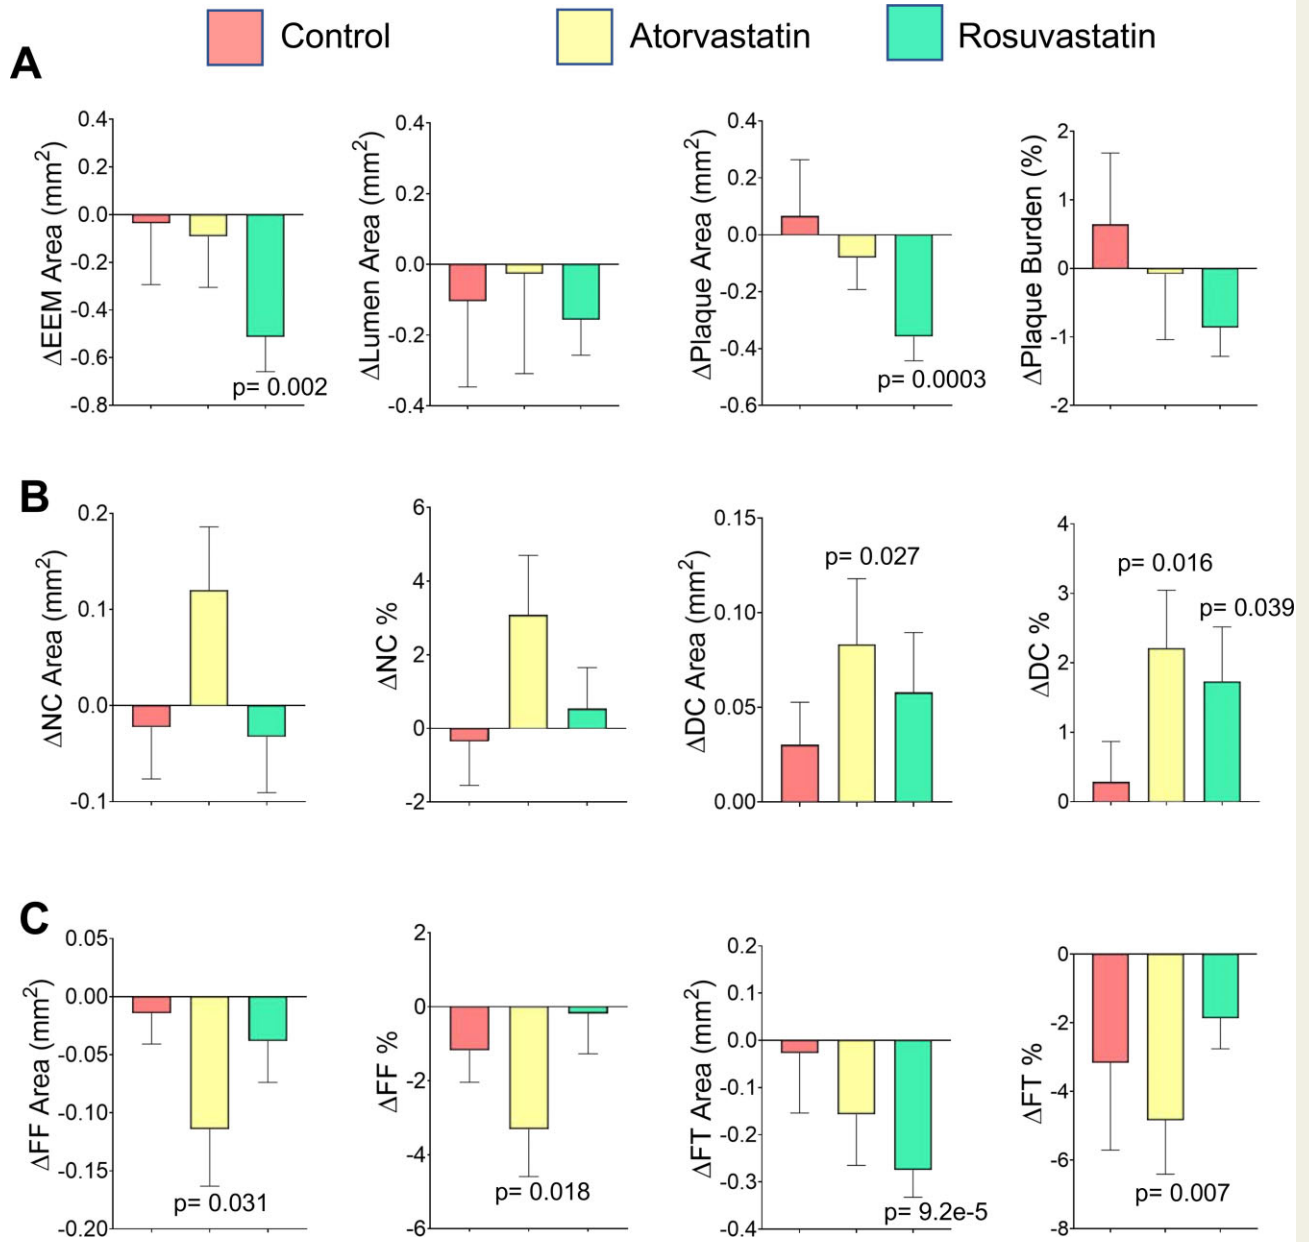 Control Atorvastatin Rosuvastatin
A
ΔEEM Area (mm²)
0.4
0.2
0.0
-0.2
-0.4
-0.6
-0.8
p= 0.002
ΔLumen Area (mm²)
0.4
0.2
0.0
-0.2
-0.4
ΔPlaque Area (mm²)
0.4
0.2
0.0
-0.2
-0.4
-0.6
p= 0.0003
ΔPlaque Burden (%)
2
1
0
-1
-2
B
ΔNC Area (mm²)
0.2
0.1
0.0
-0.1
ΔNC %
6
4
2
0
-2
ΔDC Area (mm²)
0.15
0.10
0.05
0.00
p= 0.027
ΔDC %
4
3
2
1
0
p= 0.016
p= 0.039
C
ΔFF Area (mm²)
0.05
0.00
-0.05
-0.10
-0.15
-0.20
p= 0.031
ΔFF %
2
0
-2
-4
-6
p= 0.018
ΔFT Area (mm²)
0.2
0.1
0.0
-0.1
-0.2
-0.3
-0.4
p= 9.2e-5
ΔFT %
0
-2
-4
-6
-8
p= 0.007